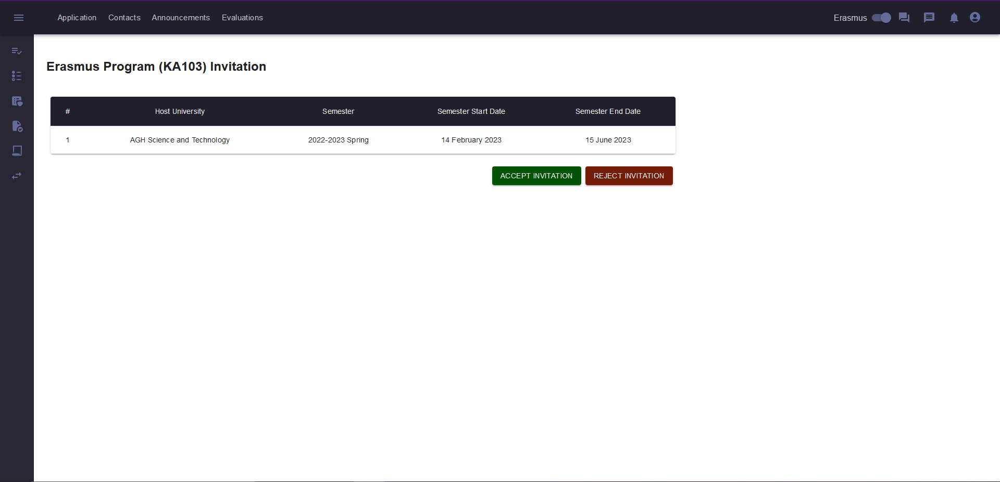 Application Contacts Announcements Evaluations Erasmus
Erasmus Program (KA103) Invitation
# Host University Semester Semester Start Date Semester End Date
1 AGH Science and Technology 2022-2023 Spring 14 February 2023 15 June 2023
ACCEPT INVITATION REJECT INVITATION